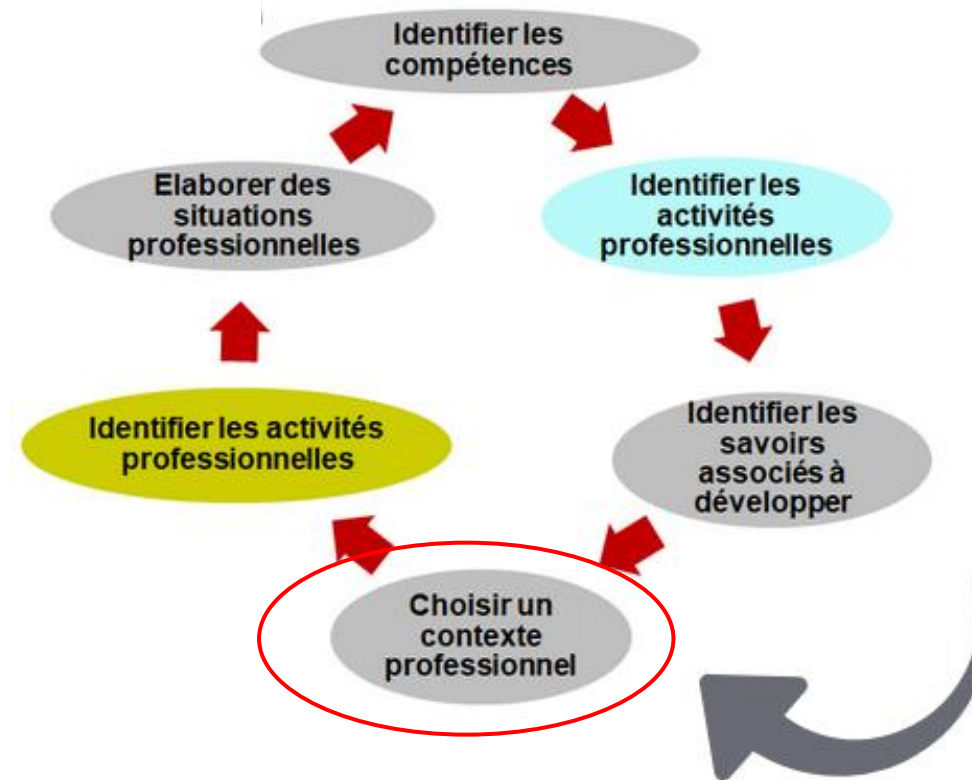 Identifier les
compétences
Elaborer des
situations
professionnelles
Identifier les
activités
professionnelles
Identifier les activités
professionnelles
Identifier les
savoirs
associés à
développer
Choisir un
contexte
professionnel